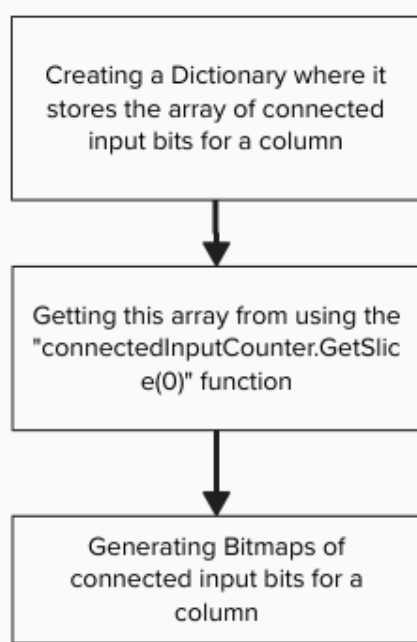 Creating a Dictionary where it
stores the array of connected
input bits for a column
Getting this array from using the
"connectedInputCounter.GetSlic
e(0)" function
Generating Bitmaps of
connected input bits for a
column